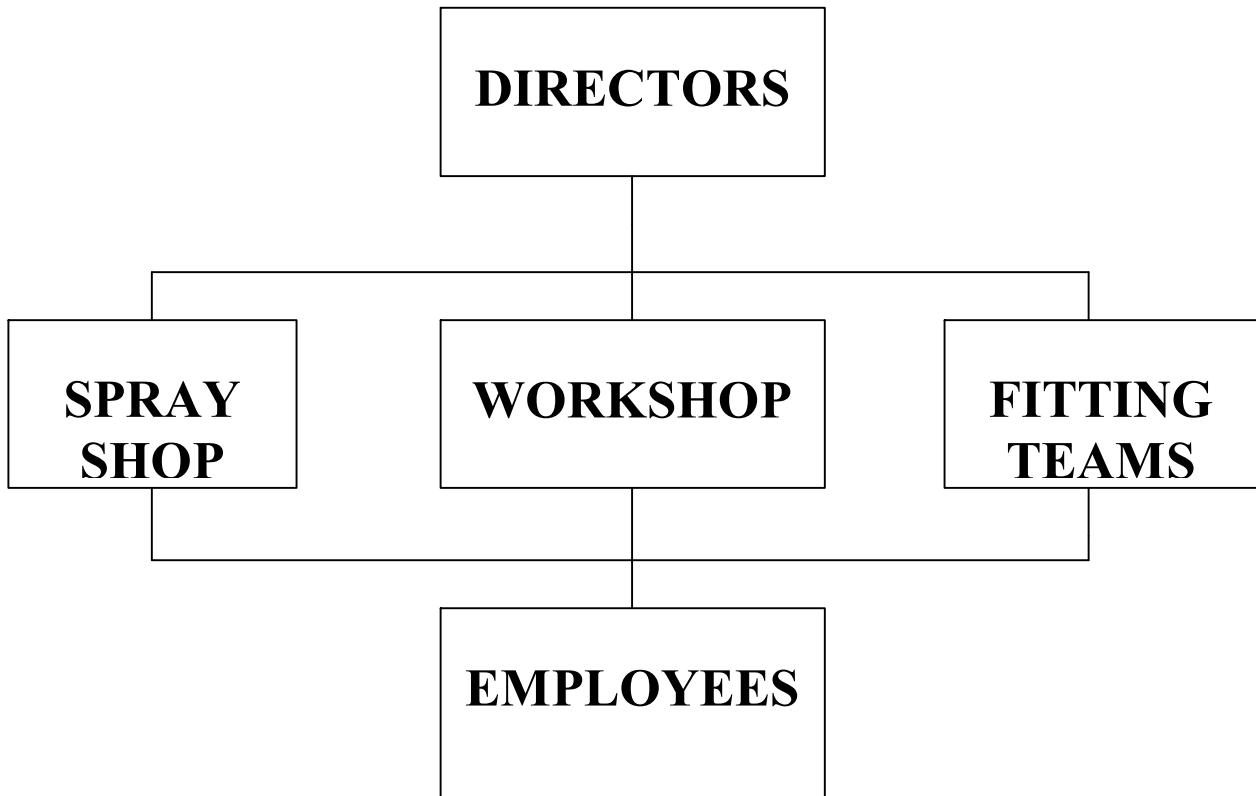 DIRECTORS
SPRAY
SHOP
WORKSHOP
FITTING
TEAMS
EMPLOYEES